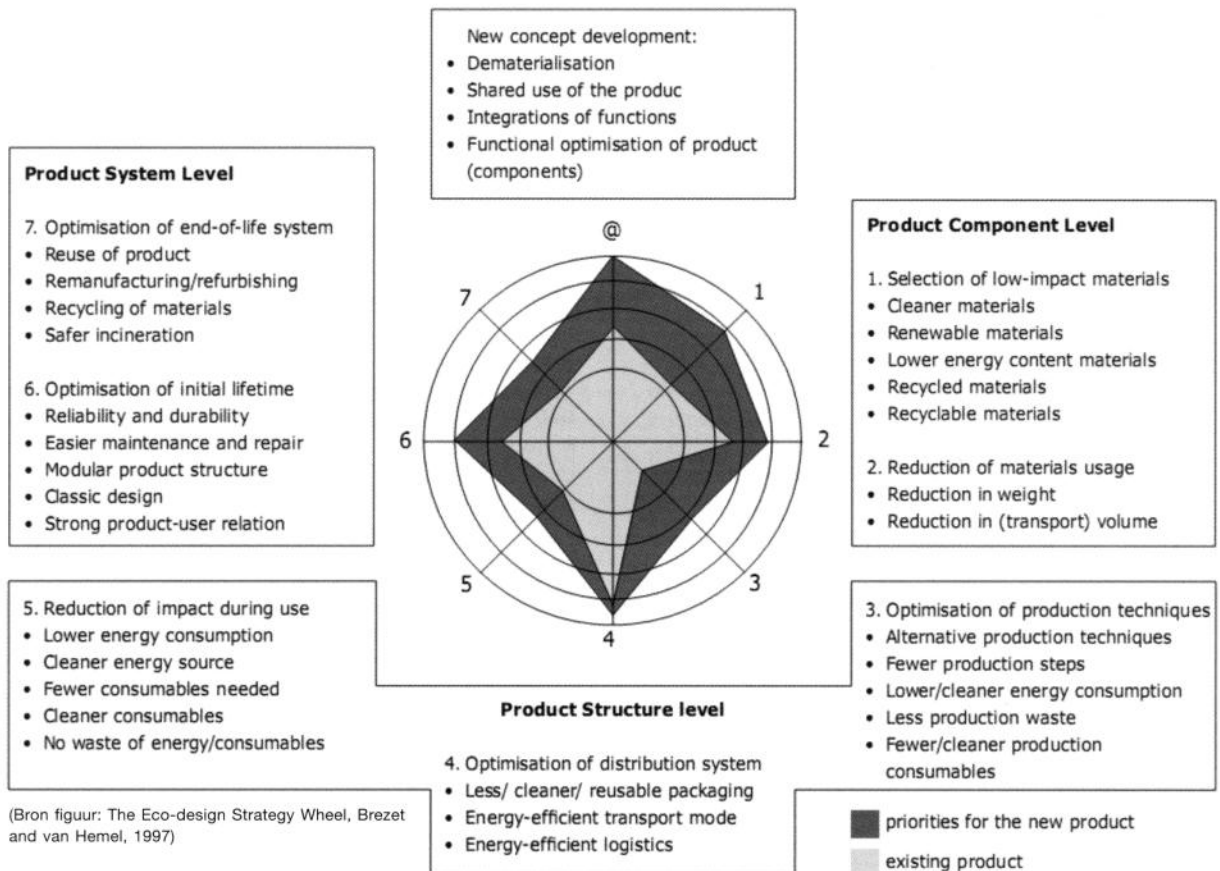 New concept development:
• Dematerialisation
• Shared use of the produc
• Integrations of functions
• Functional optimisation of product
(components)
Product System Level
7. Optimisation of end-of-life system
• Reuse of product
• Remanufacturing/refurbishing
• Recycling of materials
• Safer incineration
6. Optimisation of initial lifetime
• Reliability and durability
• Easier maintenance and repair
• Modular product structure
• Classic design
• Strong product-user relation
@
1
2
3
4
5
6
7
Product Component Level
1. Selection of low-impact materials
• Cleaner materials
• Renewable materials
• Lower energy content materials
• Recycled materials
• Recyclable materials
2. Reduction of materials usage
• Reduction in weight
• Reduction in (transport) volume
5. Reduction of impact during use
• Lower energy consumption
• Cleaner energy source
• Fewer consumables needed
• Cleaner consumables
• No waste of energy/consumables
Product Structure level
4. Optimisation of distribution system
• Less/ cleaner/ reusable packaging
• Energy-efficient transport mode
• Energy-efficient logistics
3. Optimisation of production techniques
• Alternative production techniques
• Fewer production steps
• Lower/cleaner energy consumption
• Less production waste
• Fewer/cleaner production
consumables
(Bron figuur: The Eco-design Strategy Wheel, Brezet
and van Hemel, 1997)
priorities for the new product
existing product